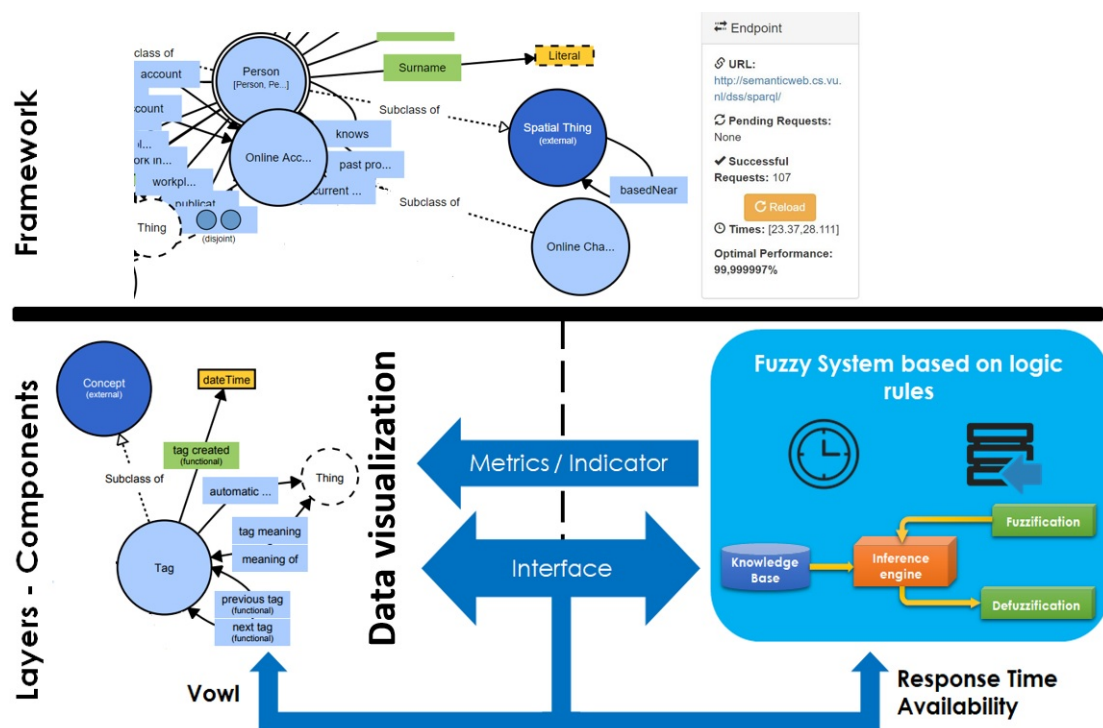 Framework
class of
account
count
ol...
ork in...
workpl...
publicat
Thing
(disjoint)
Person
[Person, Pe...]
Online Acc...
knows
past pro...
current ...
Surname
Literal
Subclass of
Subclass of
Spatial Thing
(external)
basedNear
Online Cha...
Endpoint
URL:
http://semanticweb.cs.vu.
nl/dss/sparql/
Pending Requests:
None
Successful
Requests: 107
Reload
Times: [23.37,28.111]
Optimal Performance:
99,999997%
Layers - Components
Concept
(external)
dateTime
tag created
(functional)
Subclass of
automatic ...
Thing
tag meaning
meaning of
Tag
previous tag
(functional)
next tag
(functional)
Vowl
Data visualization
Metrics / Indicator
Interface
Fuzzy System based on logic
rules
Knowledge
Base
Inference
engine
Fuzzification
Defuzzification
Response Time
Availability